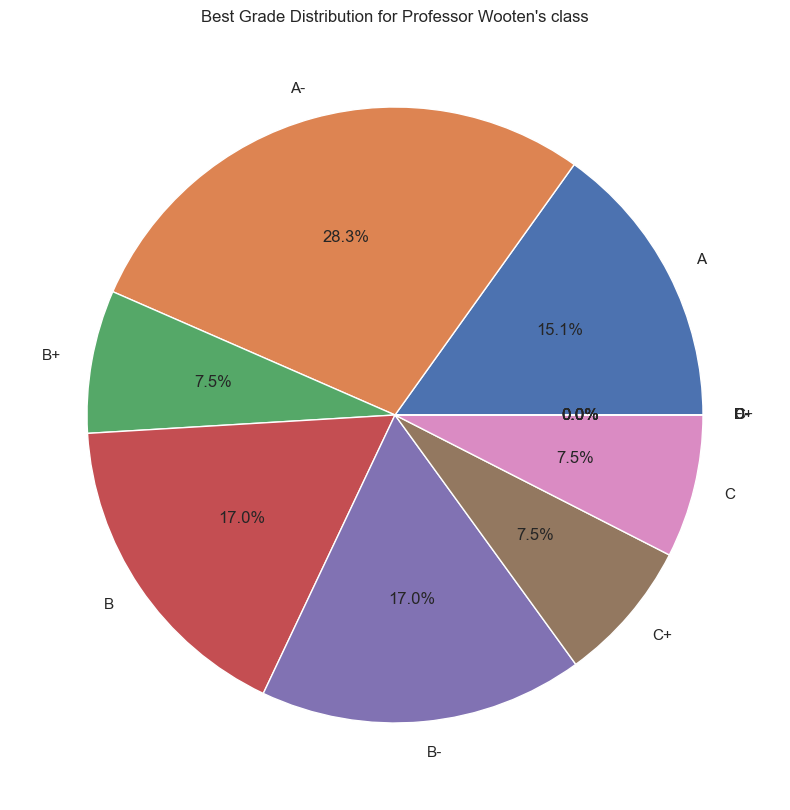 Best Grade Distribution for Professor Wooten's class
A-
28.3%
A
15.1%
B+
7.5%
0.0%
7.5%
C
17.0%
7.5%
B
17.0%
C+
B-